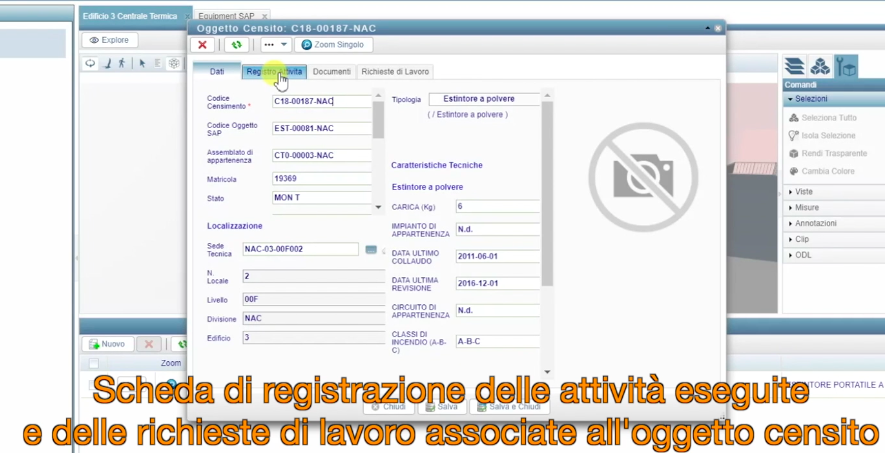 Edificio 3 Centrale Termica
Equipment SAP
Oggetto Censito: C18-00187-NAC
Explore
Zoom Singolo
Dati
Registro Attivita
Documenti
Richieste di Lavoro
Codice Censimento *
C18-00187-NAC
Codice Oggetto SAP
EST-00081-NAC
Assemblato di appartenenza
CT0-00003-NAC
Matricola
19369
Stato
MON T
Localizzazione
Sede Tecnica
NAC-03-00F002
N. Locale
2
Livello
00F
Divisione
NAC
Edificio
3
Tipologia
Estintore a polvere
( / Estintore a polvere )
Caratteristiche Tecniche
Estintore a polvere
CARICA (Kg)
6
IMPIANTO DI APPARTENENZA
N.d.
DATA ULTIMO COLLAUDO
2011-06-01
DATA ULTIMA REVISIONE
2016-12-01
CIRCUITO DI APPARTENENZA
N.d.
CLASSI DI INCENDIO (A-B-C)
A-B-C
Comandi
Selezioni
Seleziona Tutto
Isola Selezione
Rendi Trasparente
Cambia Colore
Viste
Misure
Annotazioni
Clip
ODL
Nuovo
Zoom
Chiudi
Salva
Salva e Chiudi
PORTATILE A
Scheda di registrazione delle attività eseguite
e delle richieste di lavoro associate all'oggetto censito